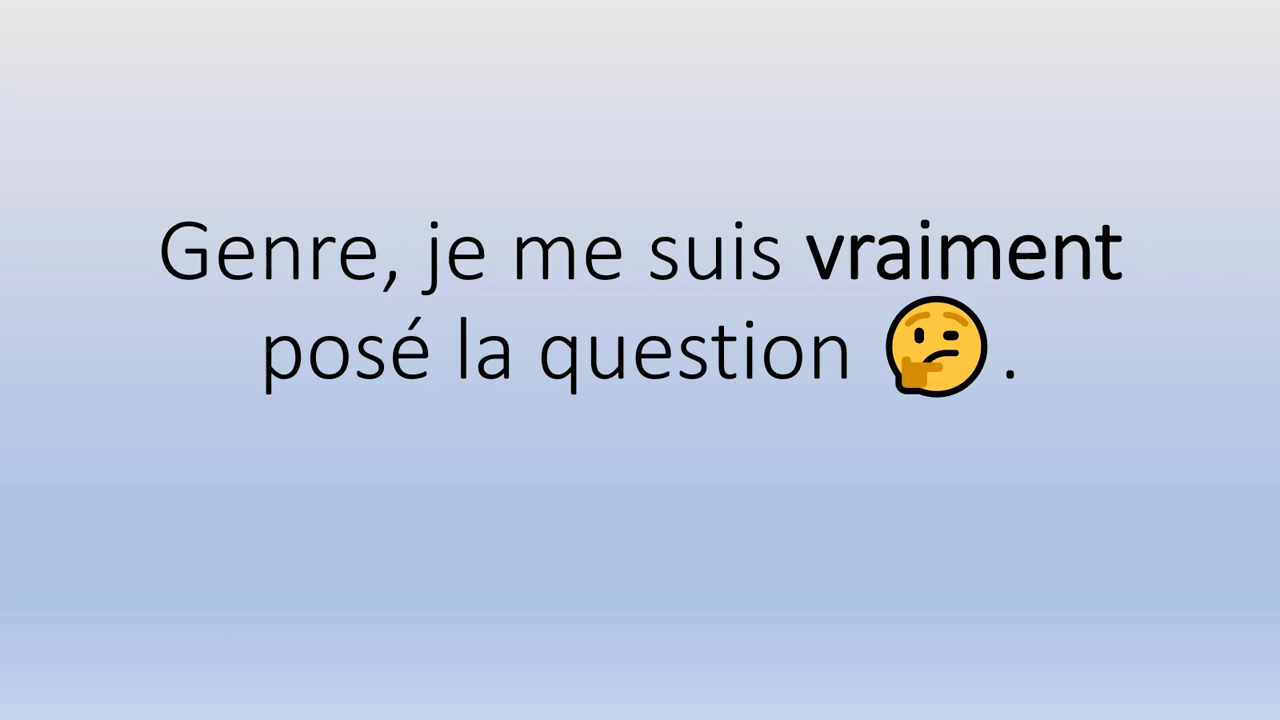 Genre, je me suis vraiment
posé la question 🤔.